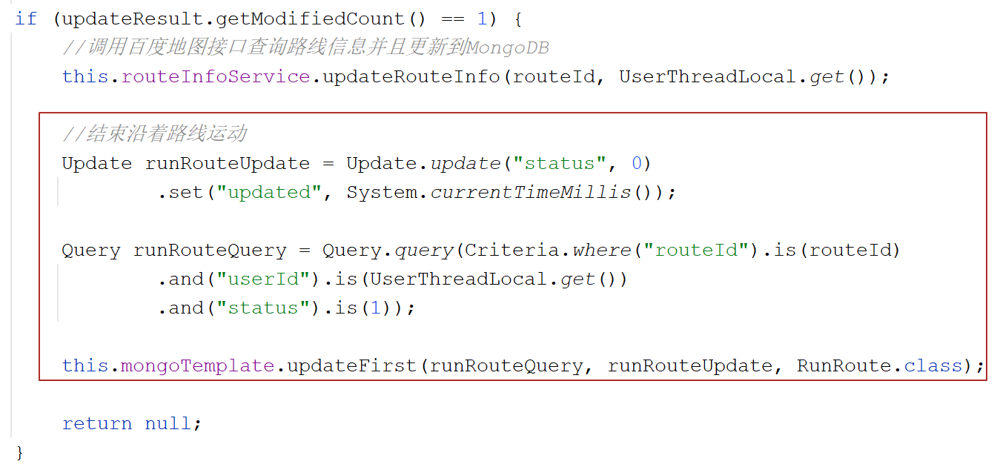 if (updateResult.getModifiedCount() == 1) {
//调用百度地图接口查询路线信息并且更新到MongoDB
this.routeInfoService.updateRouteInfo(routeId, UserThreadLocal.get());
//结束沿着路线运动
Update runRouteUpdate = Update.update("status", 0)
.set("updated", System.currentTimeMillis());
Query runRouteQuery = Query.query(Criteria.where("routeId").is(routeId)
.and("userId").is(UserThreadLocal.get())
.and("status").is(1));
this.mongoTemplate.updateFirst(runRouteQuery, runRouteUpdate, RunRoute.class);
return null;
}